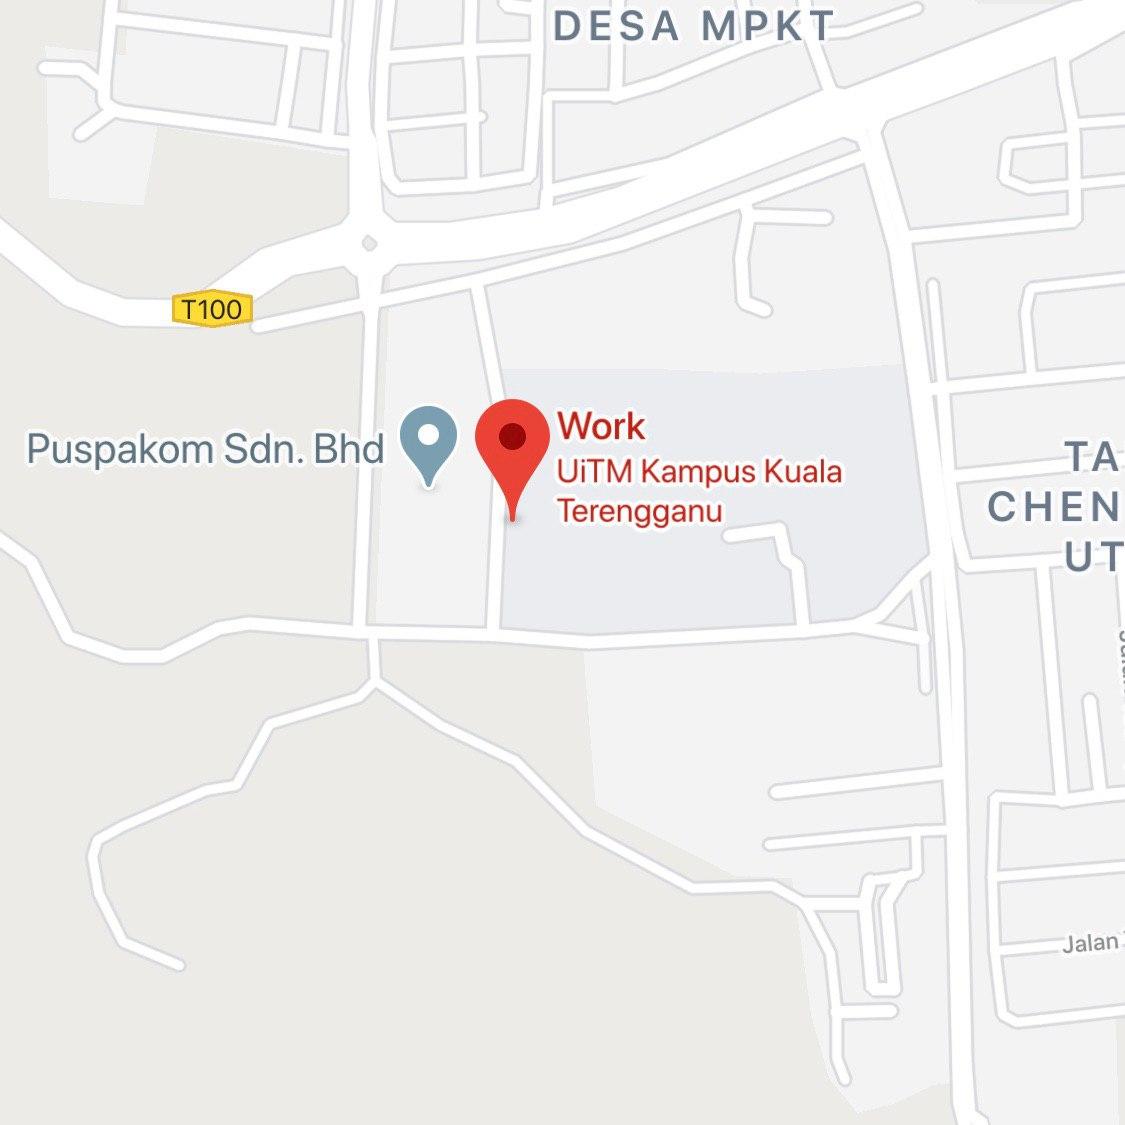 DESA MPKT
T100
Puspakom Sdn. Bhd
Work
UiTM Kampus Kuala
Terengganu
TA
CHEN
UT
Jalan